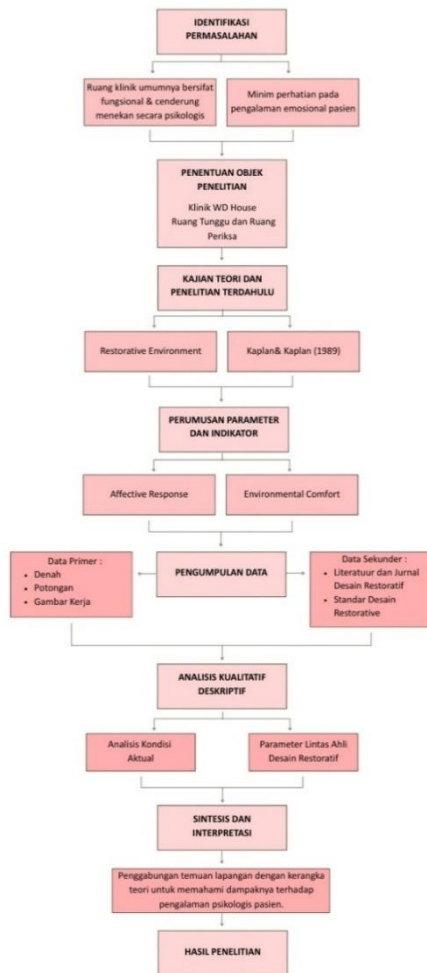 IDENTIFIKASI
PERMASALAHAN
Ruang klinik umumnya bersifat
fungsional & cenderung
menekan secara psikologis
Minim perhatian pada
pengalaman emosional pasien
PENENTUAN OBJEK
PENELITIAN
Klinik WD House
Ruang Tunggu dan Ruang
Periksa
KAJIAN TEORI DAN
PENELITIAN TERDAHULU
Restorative Environment
Kaplan& Kaplan (1989)
PERUMUSAN PARAMETER
DAN INDIKATOR
Affective Response
Environmental Comfort
Data Primer :
• Denah
• Potongan
• Gambar Kerja
PENGUMPULAN DATA
Data Sekunder :
• Literatuur dan Jurnal
Desain Restoratif
• Standar Desain
Restorative
ANALISIS KUALITATIF
DESKRIPTIF
Analisis Kondisi
Aktual
Parameter Lintas Ahli
Desain Restoratif
SINTESIS DAN
INTERPRETASI
Penggabungan temuan lapangan dengan kerangka
teori untuk memahami dampaknya terhadap
pengalaman psikologis pasien.
HASIL PENELITIAN